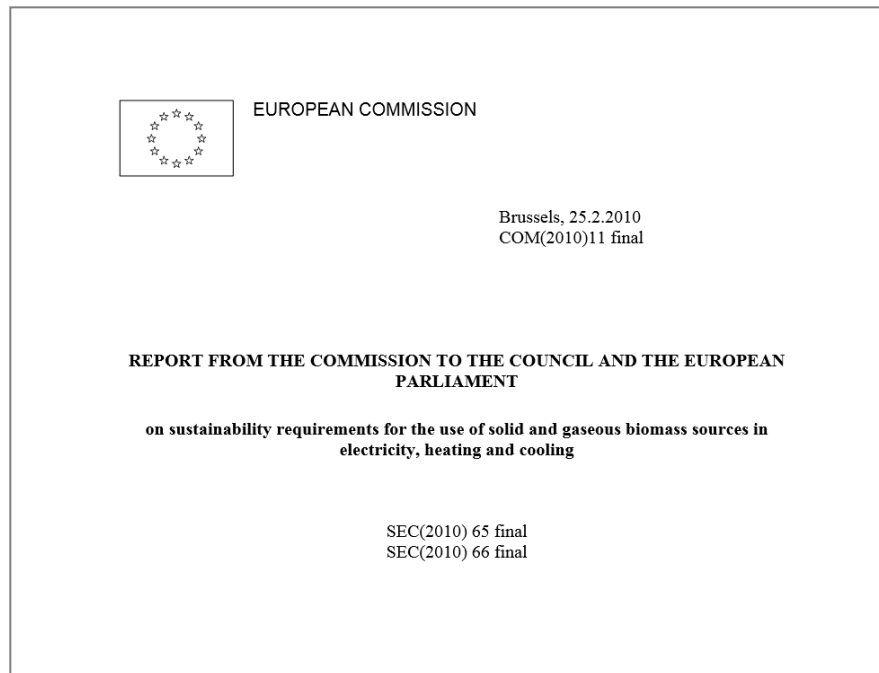 EUROPEAN COMMISSION
Brussels, 25.2.2010
COM(2010)11 final
REPORT FROM THE COMMISSION TO THE COUNCIL AND THE EUROPEAN
PARLIAMENT
on sustainability requirements for the use of solid and gaseous biomass sources in
electricity, heating and cooling
SEC(2010) 65 final
SEC(2010) 66 final